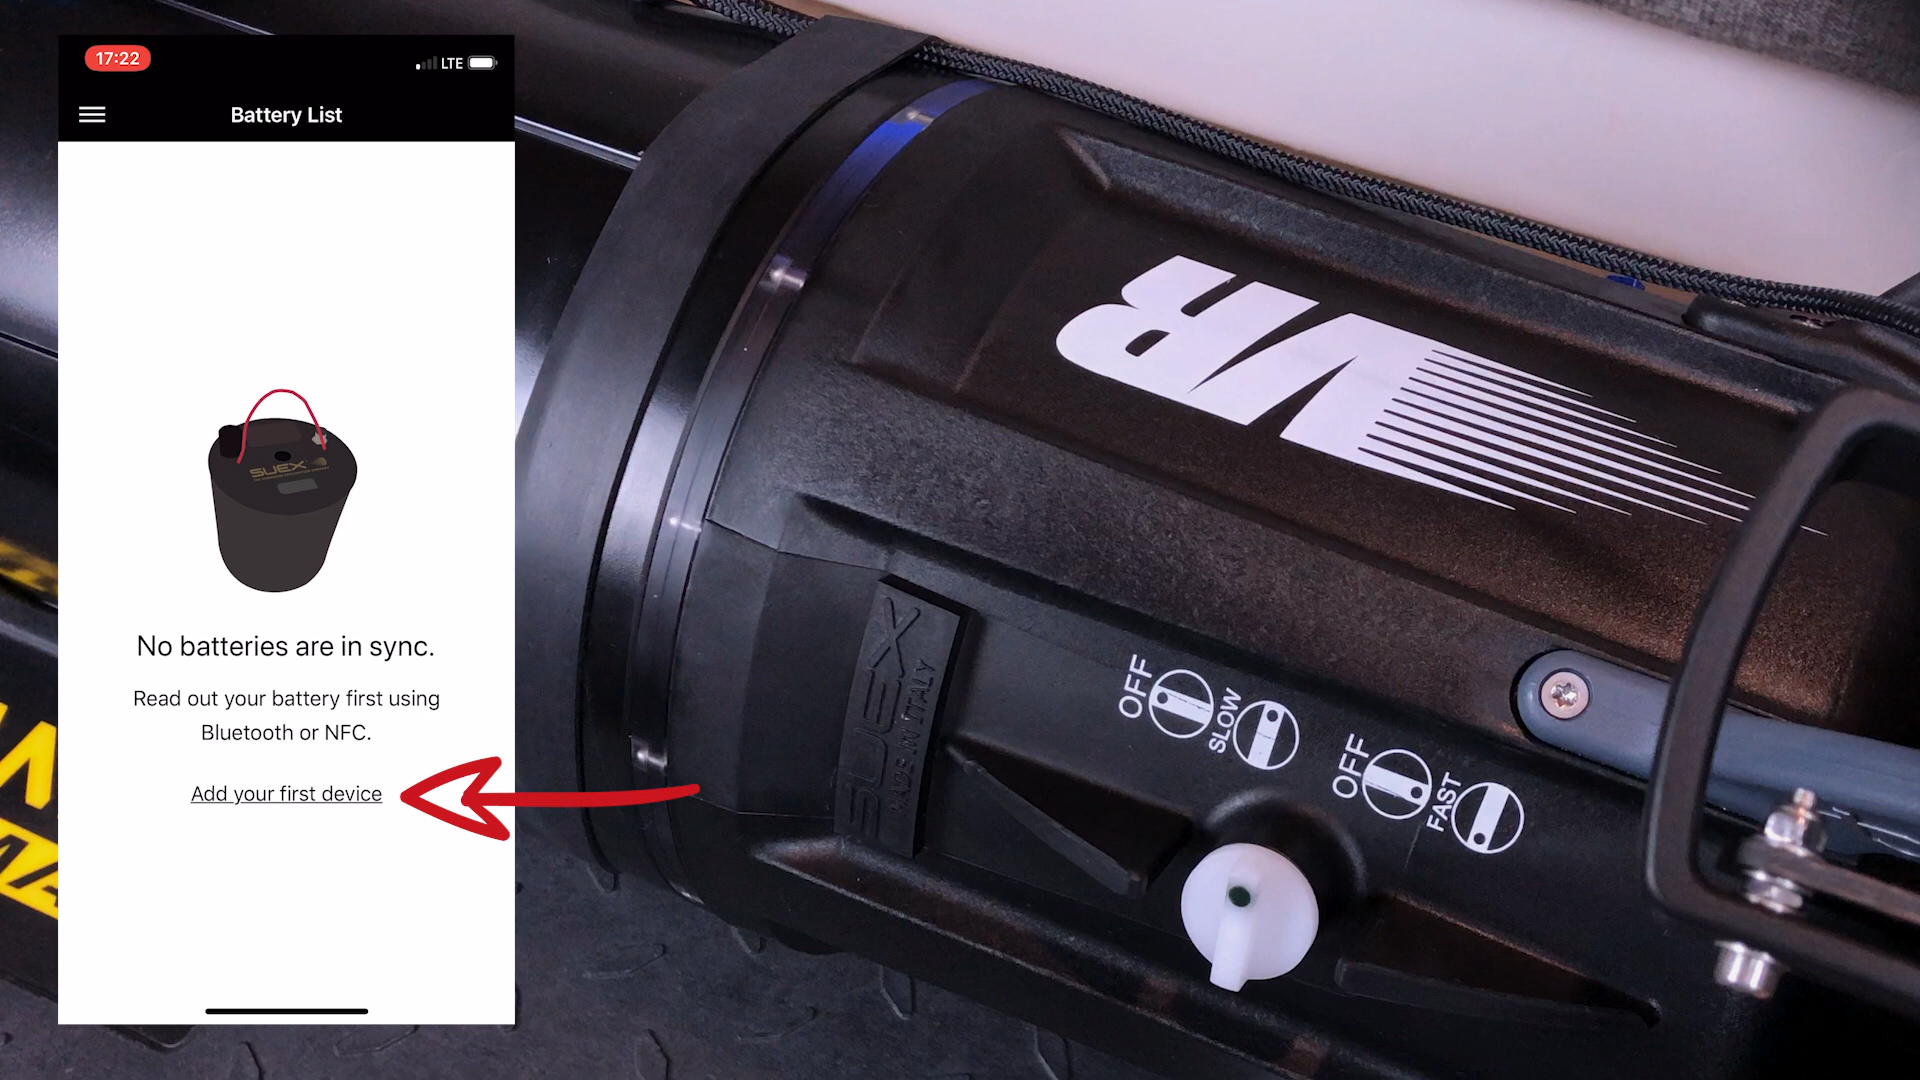 17:22
LTE
Battery List
SUEX
No batteries are in sync.
Read out your battery first using
Bluetooth or NFC.
Add your first device
VR
SUEX
MADE IN ITALY
OFF
SLOW
OFF
FAST